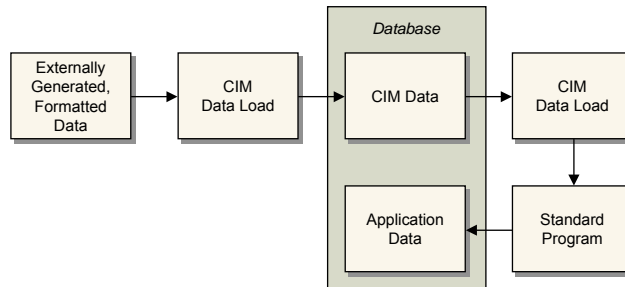 Database
Externally
Generated,
Formatted
Data
CIM
Data Load
CIM Data
CIM
Data Load
Application
Data
Standard
Program